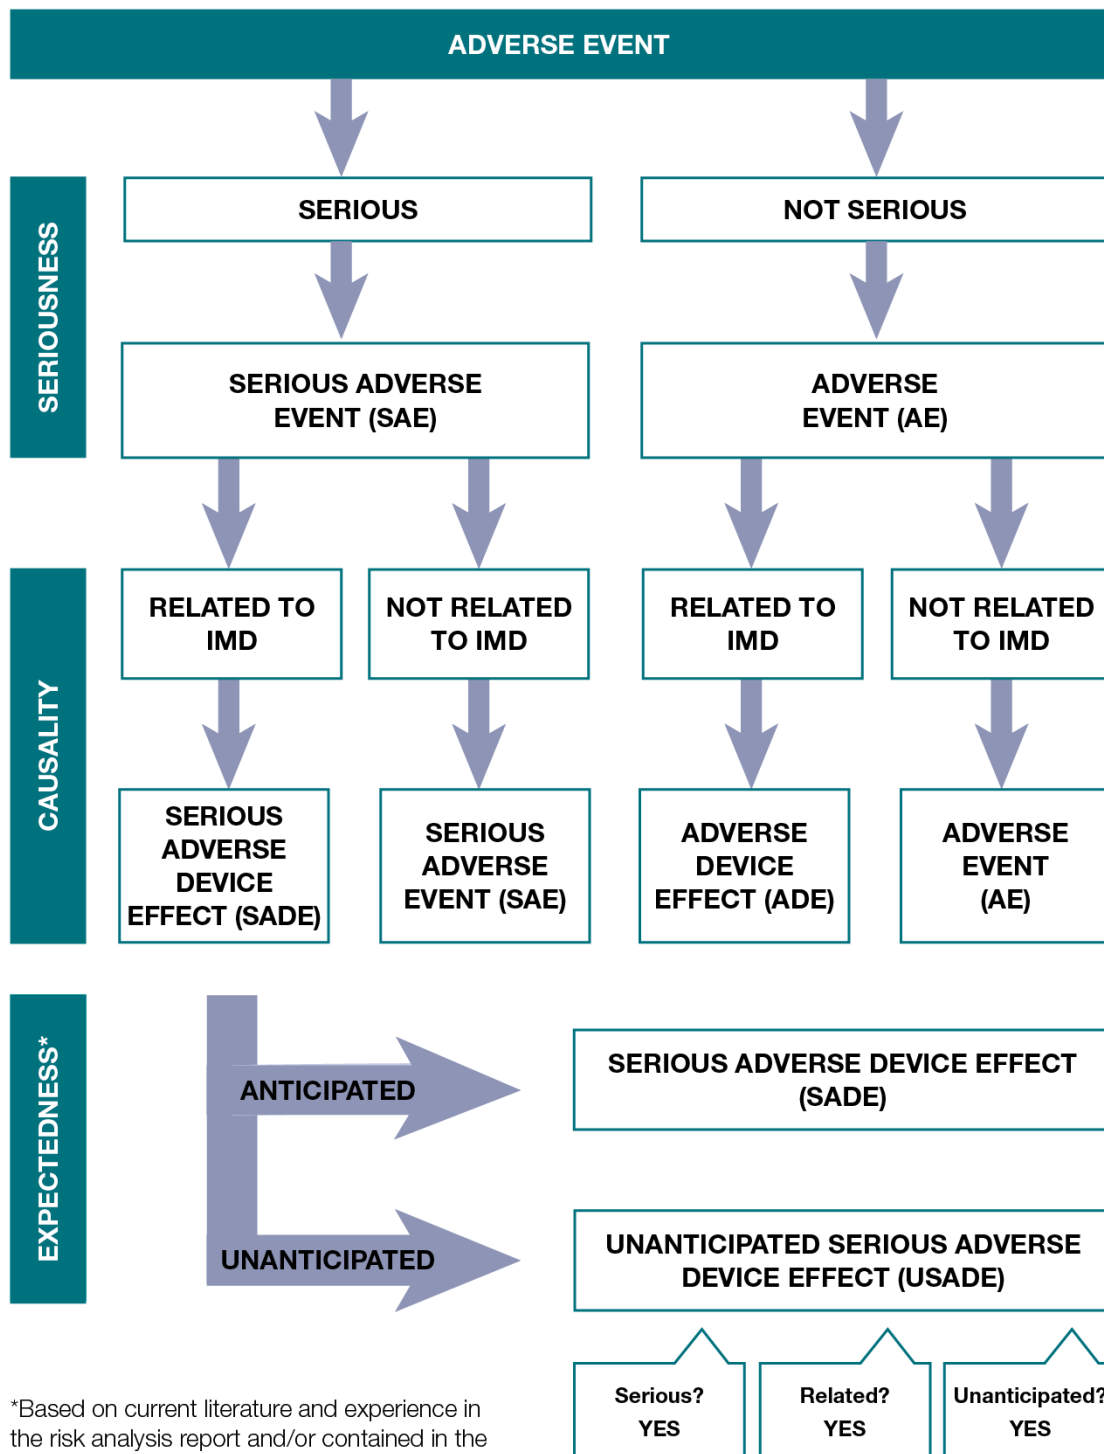 ADVERSE EVENT
SERIOUSNESS
SERIOUS
NOT SERIOUS
SERIOUS ADVERSE
EVENT (SAE)
ADVERSE
EVENT (AE)
CAUSALITY
RELATED TO
IMD
NOT RELATED
TO IMD
RELATED TO
IMD
NOT RELATED
TO IMD
SERIOUS
ADVERSE
DEVICE
EFFECT (SADE)
SERIOUS
ADVERSE
EVENT (SAE)
ADVERSE
DEVICE
EFFECT (ADE)
ADVERSE
EVENT
(AE)
EXPECTEDNESS*
ANTICIPATED
SERIOUS ADVERSE DEVICE EFFECT
(SADE)
UNANTICIPATED
UNANTICIPATED SERIOUS ADVERSE
DEVICE EFFECT (USADE)
Serious?
YES
Related?
YES
Unanticipated?
YES
*Based on current literature and experience in
the risk analysis report and/or contained in the